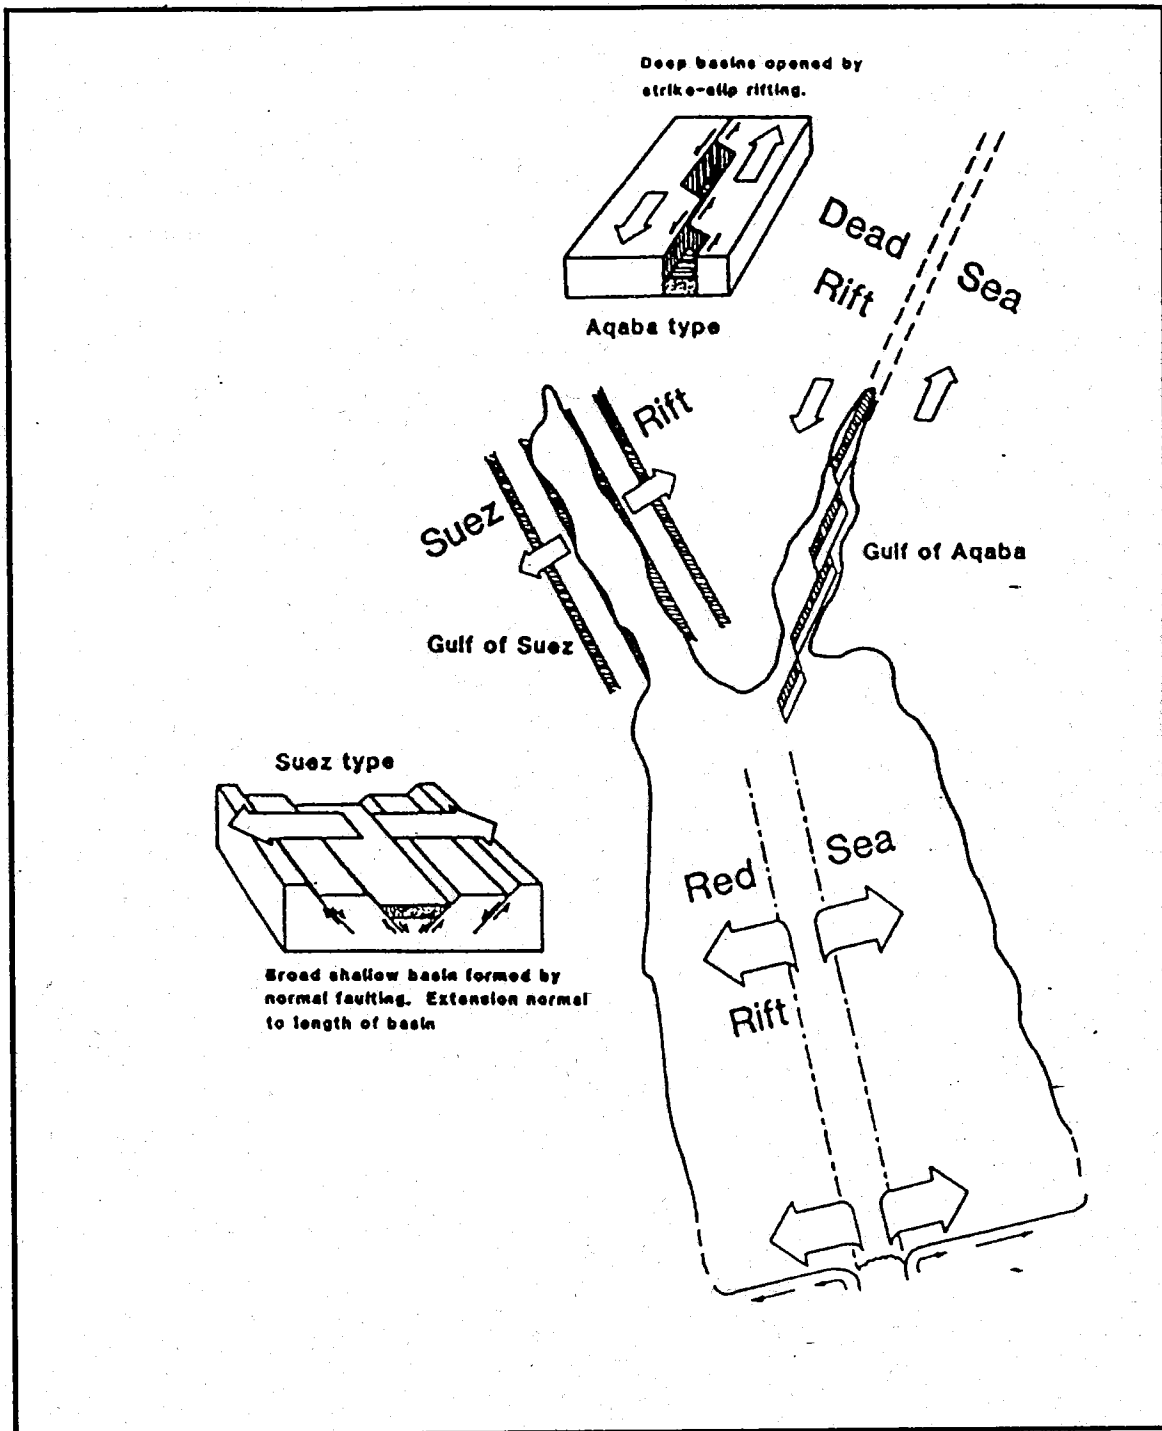 Deep basins opened by
strike-slip rifting.
Aqaba type
Dead
Sea
Rift
Rift
Suez
Gulf of Aqaba
Gulf of Suez
Suez type
Broad shallow basin formed by
normal faulting. Extension normal
to length of basin
Red
Sea
Rift